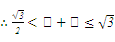 ∴ √3/2 < □ + □ ≤ √3